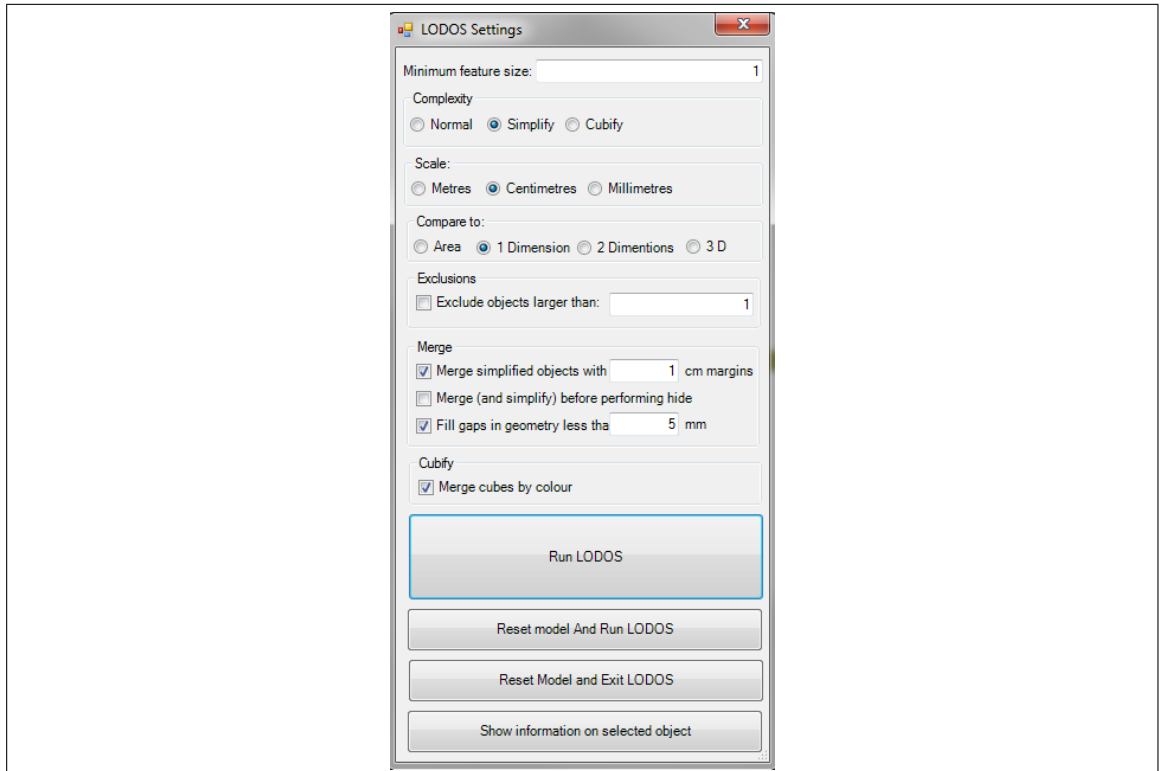 LODOS Settings
Minimum feature size: 1
Complexity
Normal Simplify Cubify
Scale:
Metres Centimetres Millimetres
Compare to:
Area 1 Dimension 2 Dimentions 3 D
Exclusions
Exclude objects larger than: 1
Merge
Merge simplified objects with 1 cm margins
Merge (and simplify) before performing hide
Fill gaps in geometry less tha 5 mm
Cubify
Merge cubes by colour
Run LODOS
Reset model And Run LODOS
Reset Model and Exit LODOS
Show information on selected object